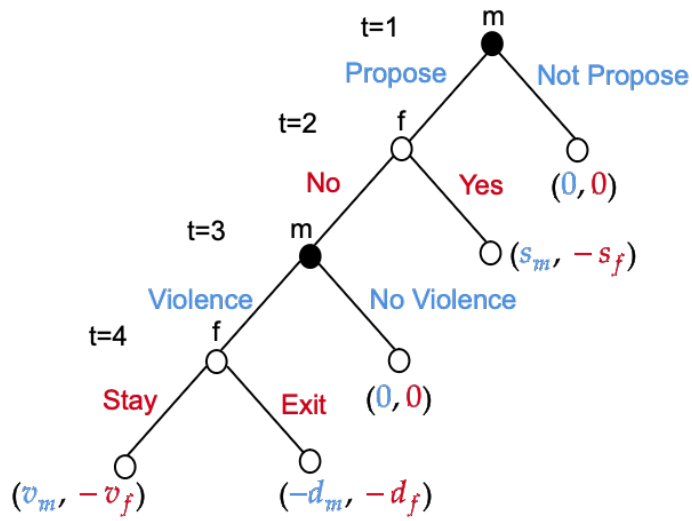 t=1
m
Propose
Not Propose
t=2
f
No
Yes
(0, 0)
t=3
m
(s_m, −s_f)
Violence
No Violence
t=4
f
Stay
Exit
(0, 0)
(v_m, −v_f)
(−d_m, −d_f)